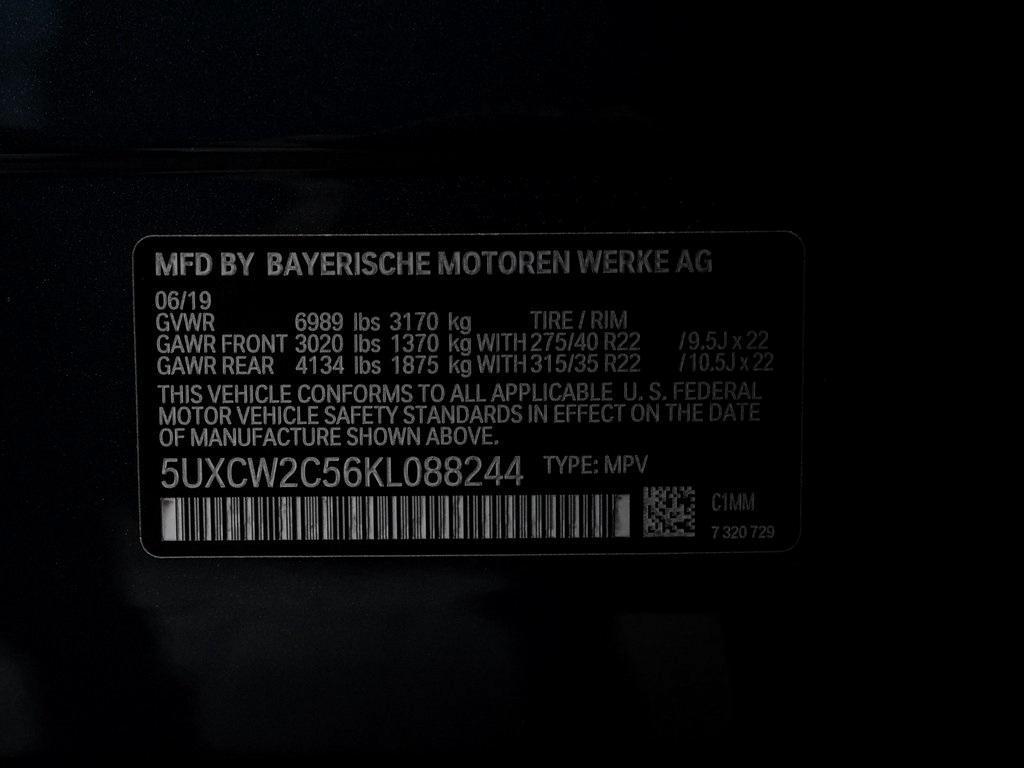 MFD BY BAYERISCHE MOTOREN WERKE AG
06/19
GVWR 6989 lbs 3170 kg TIRE / RIM
GAWR FRONT 3020 lbs 1370 kg WITH 275/40 R22 / 9.5J x 22
GAWR REAR 4134 lbs 1875 kg WITH 315/35 R22 / 10.5J x 22
THIS VEHICLE CONFORMS TO ALL APPLICABLE U. S. FEDERAL
MOTOR VEHICLE SAFETY STANDARDS IN EFFECT ON THE DATE
OF MANUFACTURE SHOWN ABOVE.
5UXCW2C56KL088244 TYPE: MPV
C1MM
7 320 729